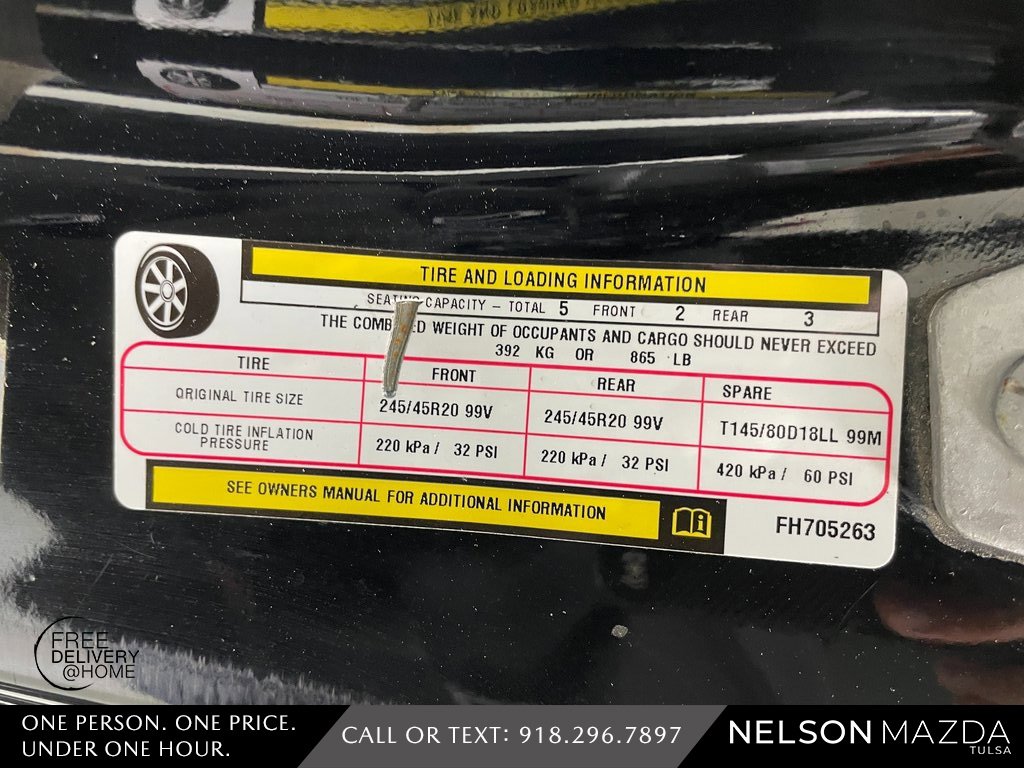 TIRE AND LOADING INFORMATION
SEATING CAPACITY – TOTAL 5 FRONT 2 REAR 3
THE COMBINED WEIGHT OF OCCUPANTS AND CARGO SHOULD NEVER EXCEED
392 KG OR 865 LB
TIRE FRONT REAR SPARE
ORIGINAL TIRE SIZE 245/45R20 99V 245/45R20 99V T145/80D18LL 99M
COLD TIRE INFLATION
PRESSURE 220 kPa / 32 PSI 220 kPa / 32 PSI 420 kPa / 60 PSI
SEE OWNERS MANUAL FOR ADDITIONAL INFORMATION
FH705263
FREE
DELIVERY
@HOME
ONE PERSON. ONE PRICE.
UNDER ONE HOUR.
CALL OR TEXT: 918.296.7897
NELSON MAZDA
TULSA